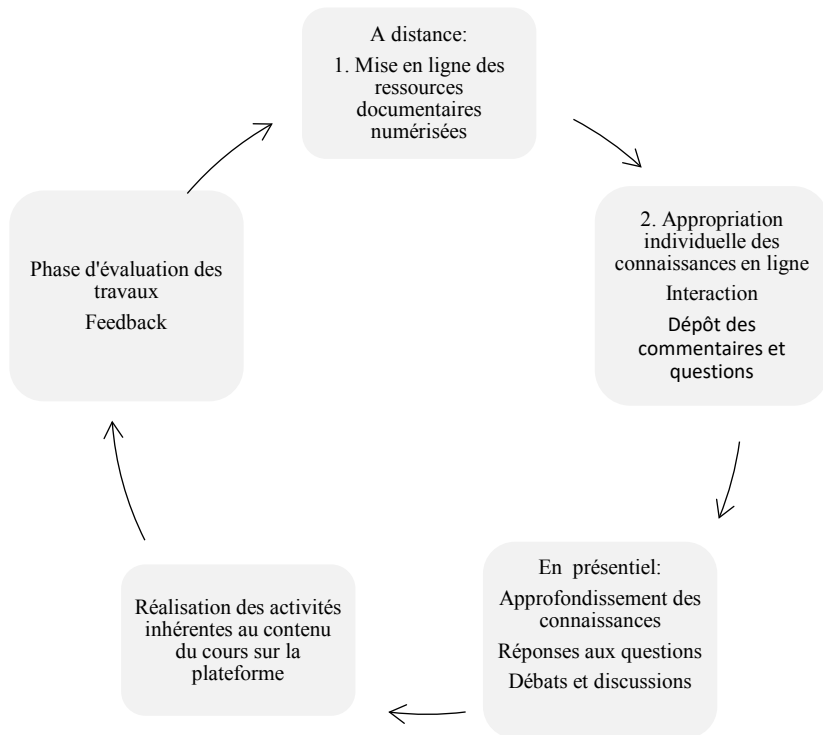 A distance:
1. Mise en ligne des
ressources
documentaires
numérisées
2. Appropriation
individuelle des
connaissances en ligne
Interaction
Dépôt des
commentaires et
questions
En présentiel:
Approfondissement des
connaissances
Réponses aux questions
Débats et discussions
Réalisation des activités
inhérentes au contenu
du cours sur la
plateforme
Phase d'évaluation des
travaux
Feedback